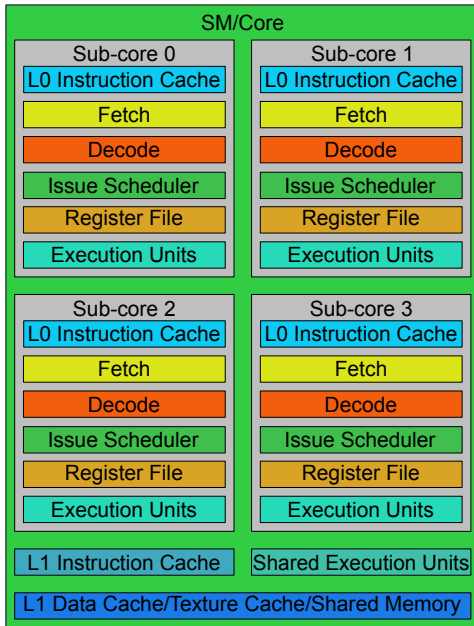 SM/Core
Sub-core 0
L0 Instruction Cache
Fetch
Decode
Issue Scheduler
Register File
Execution Units
Sub-core 1
L0 Instruction Cache
Fetch
Decode
Issue Scheduler
Register File
Execution Units
Sub-core 2
L0 Instruction Cache
Fetch
Decode
Issue Scheduler
Register File
Execution Units
Sub-core 3
L0 Instruction Cache
Fetch
Decode
Issue Scheduler
Register File
Execution Units
L1 Instruction Cache
Shared Execution Units
L1 Data Cache/Texture Cache/Shared Memory